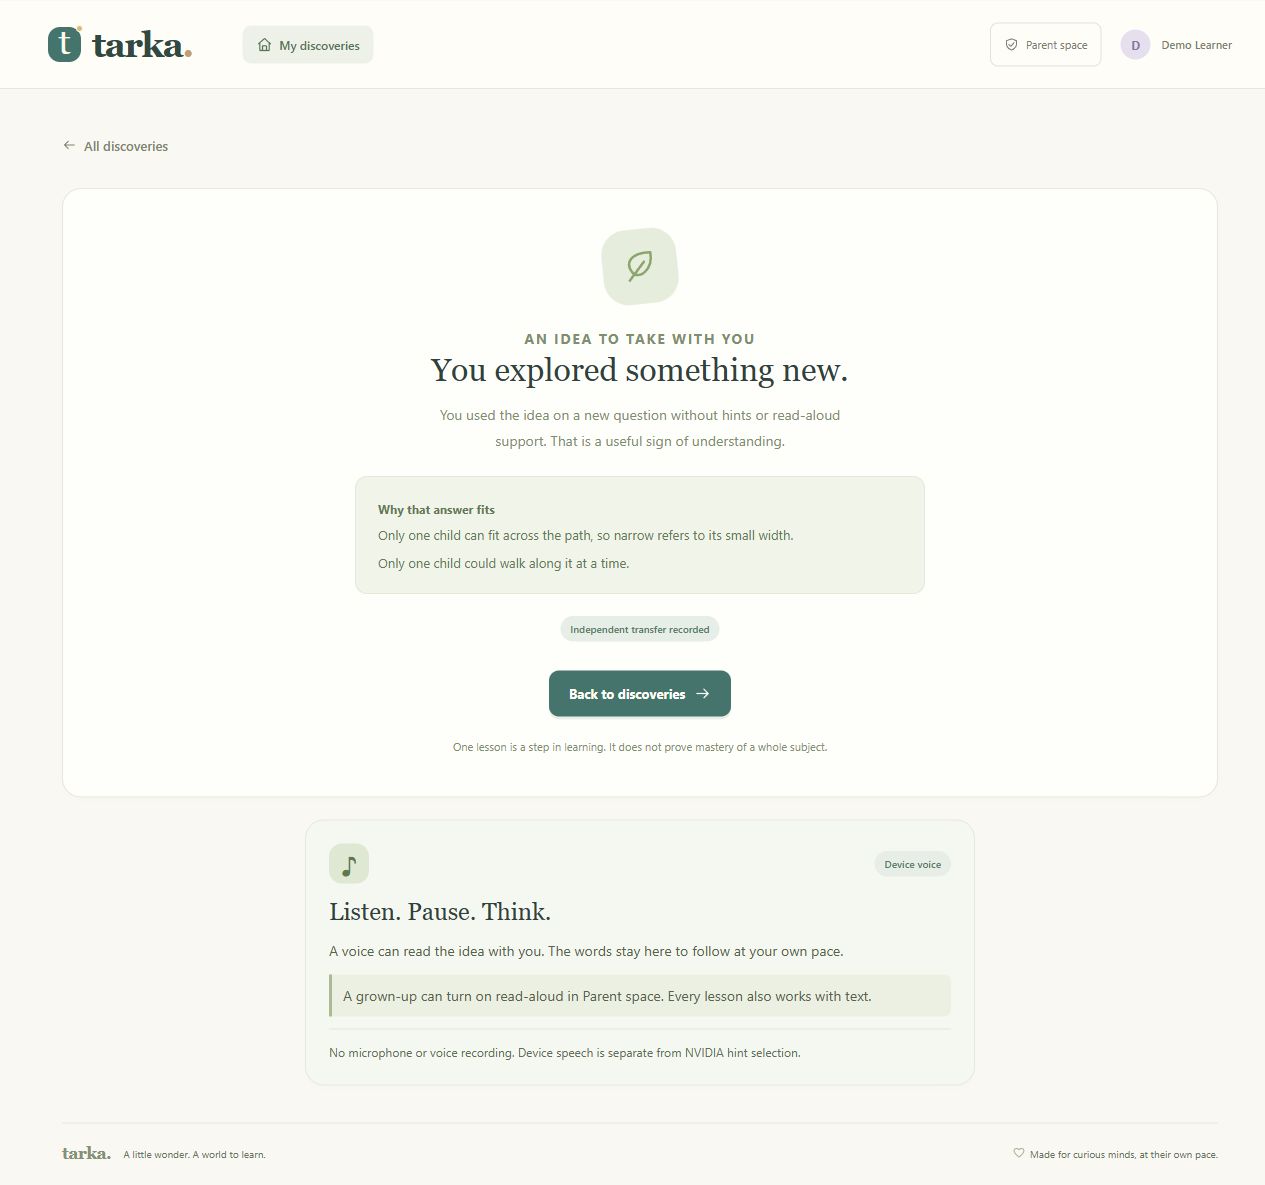 t tarka.
My discoveries
Parent space
D
Demo Learner
← All discoveries
AN IDEA TO TAKE WITH YOU
You explored something new.
You used the idea on a new question without hints or read-aloud
support. That is a useful sign of understanding.
Why that answer fits
Only one child can fit across the path, so narrow refers to its small width.
Only one child could walk along it at a time.
Independent transfer recorded
Back to discoveries →
One lesson is a step in learning. It does not prove mastery of a whole subject.
Device voice
Listen. Pause. Think.
A voice can read the idea with you. The words stay here to follow at your own pace.
A grown-up can turn on read-aloud in Parent space. Every lesson also works with text.
No microphone or voice recording. Device speech is separate from NVIDIA hint selection.
tarka.
A little wonder. A world to learn.
Made for curious minds, at their own pace.